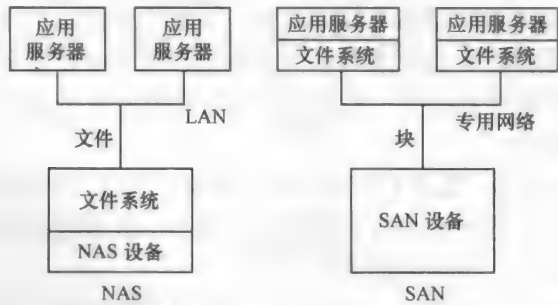 应用
服务器
应用
服务器
LAN
文件
文件系统
NAS 设备
NAS
应用服务器
文件系统
应用服务器
文件系统
专用网络
块
SAN 设备
SAN